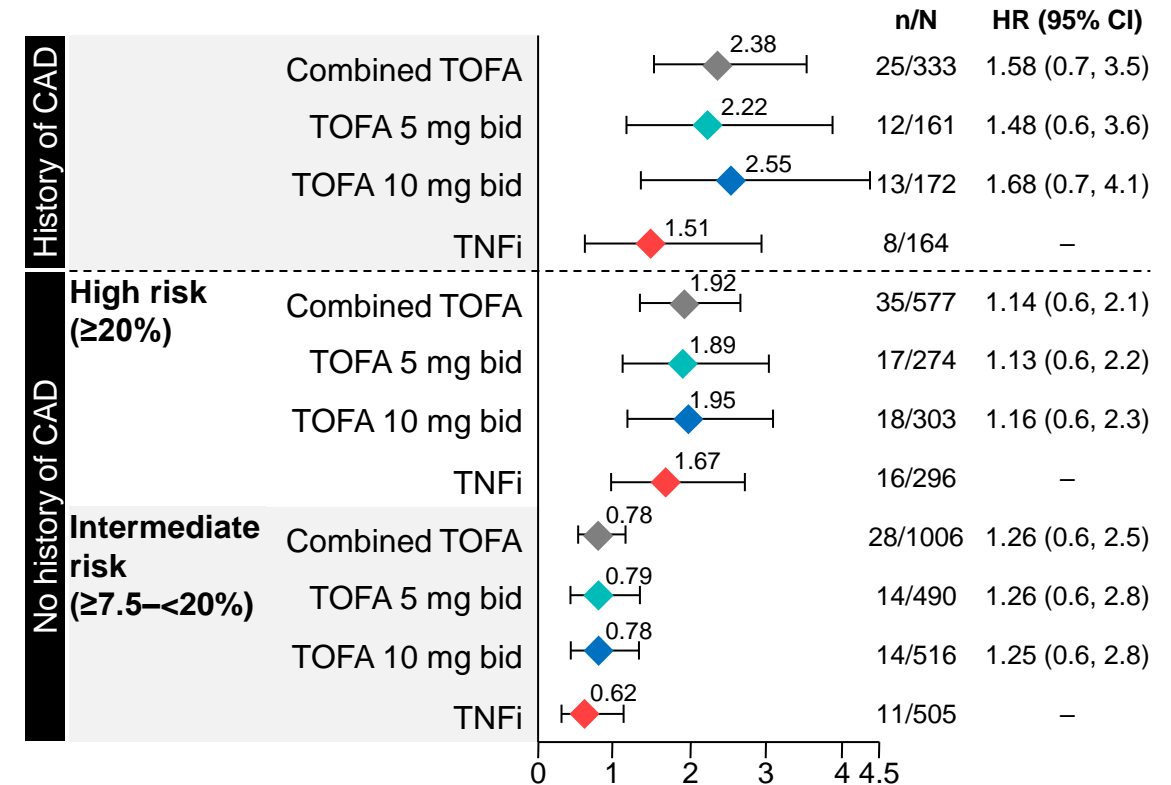 n/N HR (95% CI)
History of CAD
Combined TOFA 2.38 25/333 1.58 (0.7, 3.5)
TOFA 5 mg bid 2.22 12/161 1.48 (0.6, 3.6)
TOFA 10 mg bid 2.55 13/172 1.68 (0.7, 4.1)
TNFi 1.51 8/164 –
No history of CAD
High risk
(≥20%)
Combined TOFA 1.92 35/577 1.14 (0.6, 2.1)
TOFA 5 mg bid 1.89 17/274 1.13 (0.6, 2.2)
TOFA 10 mg bid 1.95 18/303 1.16 (0.6, 2.3)
TNFi 1.67 16/296 –
Intermediate
risk
(≥7.5–<20%)
Combined TOFA 0.78 28/1006 1.26 (0.6, 2.5)
TOFA 5 mg bid 0.79 14/490 1.26 (0.6, 2.8)
TOFA 10 mg bid 0.78 14/516 1.25 (0.6, 2.8)
TNFi 0.62 11/505 –
0 1 2 3 4 4.5